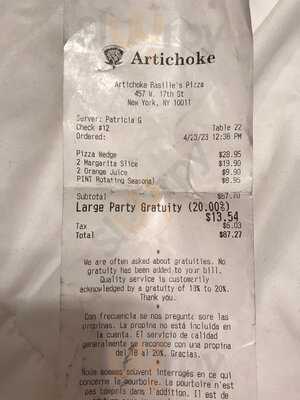 Artichoke
Artichoke Basille's Pizza
457 W. 17th St
New York, NY 10011
Server: Patricia G
Check #12 Table 22
Ordered: 4/23/23 12:36 PM
Pizza Wedge $28.95
2 Margarita Slice $19.90
2 Orange Juice $9.90
PINT Rotating Seasonal $8.95
Subtotal $67.70
Large Party Gratuity (20.00%)
$13.54
Tax $6.03
Total $87.27
*
We are often asked about gratuities. No
gratuity has been added to your bill.
Quality service is customerily
acknowledged by a gratuity of 18% to 20%.
Thank you.
*
Con frecuencia se nos pregunta sore las
propinas. La propina no está incluida en
la cuenta. El servicio de calidad
generalmente se reconoce con una propina
del 18 al 20%. Gracias.
*
Nous sommes souvent interrogés en ce qui
concerne le pourboire. Le pourboire n'est
pas compris dans l'addition. Il est de